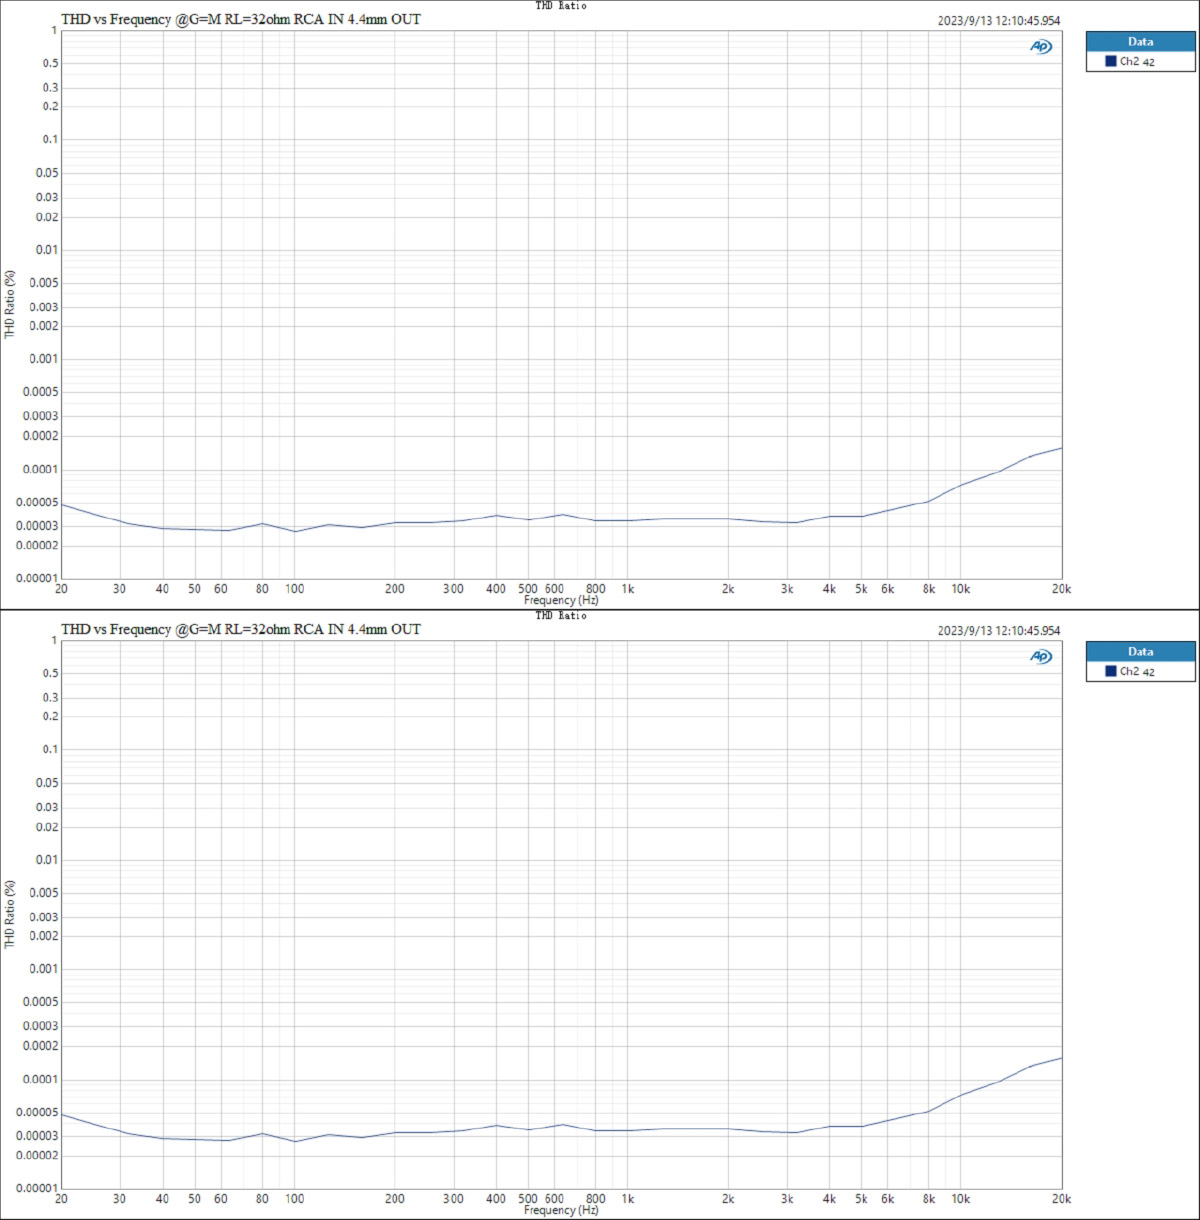 THD Ratio
THD vs Frequency @G=M RL=32ohm RCA IN 4.4mm OUT
2023/9/13 12:10:45.954
AP
Data
Ch2 42
THD Ratio (%)
1
0.5
0.3
0.2
0.1
0.05
0.03
0.02
0.01
0.005
0.003
0.002
0.001
0.0005
0.0003
0.0002
0.0001
0.00005
0.00003
0.00002
0.00001
20 30 40 50 60 80 100 200 300 400 500 600 800 1k 2k 3k 4k 5k 6k 8k 10k 20k
Frequency (Hz)
THD Ratio
THD vs Frequency @G=M RL=32ohm RCA IN 4.4mm OUT
2023/9/13 12:10:45.954
AP
Data
Ch2 42
THD Ratio (%)
1
0.5
0.3
0.2
0.1
0.05
0.03
0.02
0.01
0.005
0.003
0.002
0.001
0.0005
0.0003
0.0002
0.0001
0.00005
0.00003
0.00002
0.00001
20 30 40 50 60 80 100 200 300 400 500 600 800 1k 2k 3k 4k 5k 6k 8k 10k 20k
Frequency (Hz)